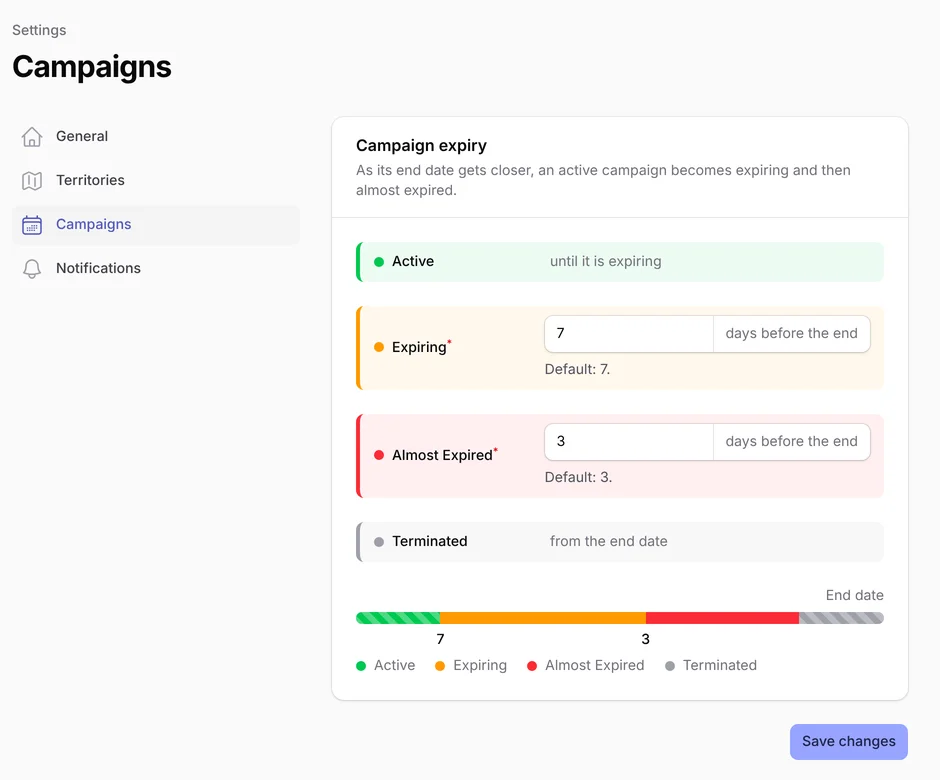 Settings
Campaigns
General
Territories
Campaigns
Notifications
Campaign expiry
As its end date gets closer, an active campaign becomes expiring and then
almost expired.
Active until it is expiring
Expiring* 7 days before the end
Default: 7.
Almost Expired* 3 days before the end
Default: 3.
Terminated from the end date
End date
7 3
Active Expiring Almost Expired Terminated
Save changes